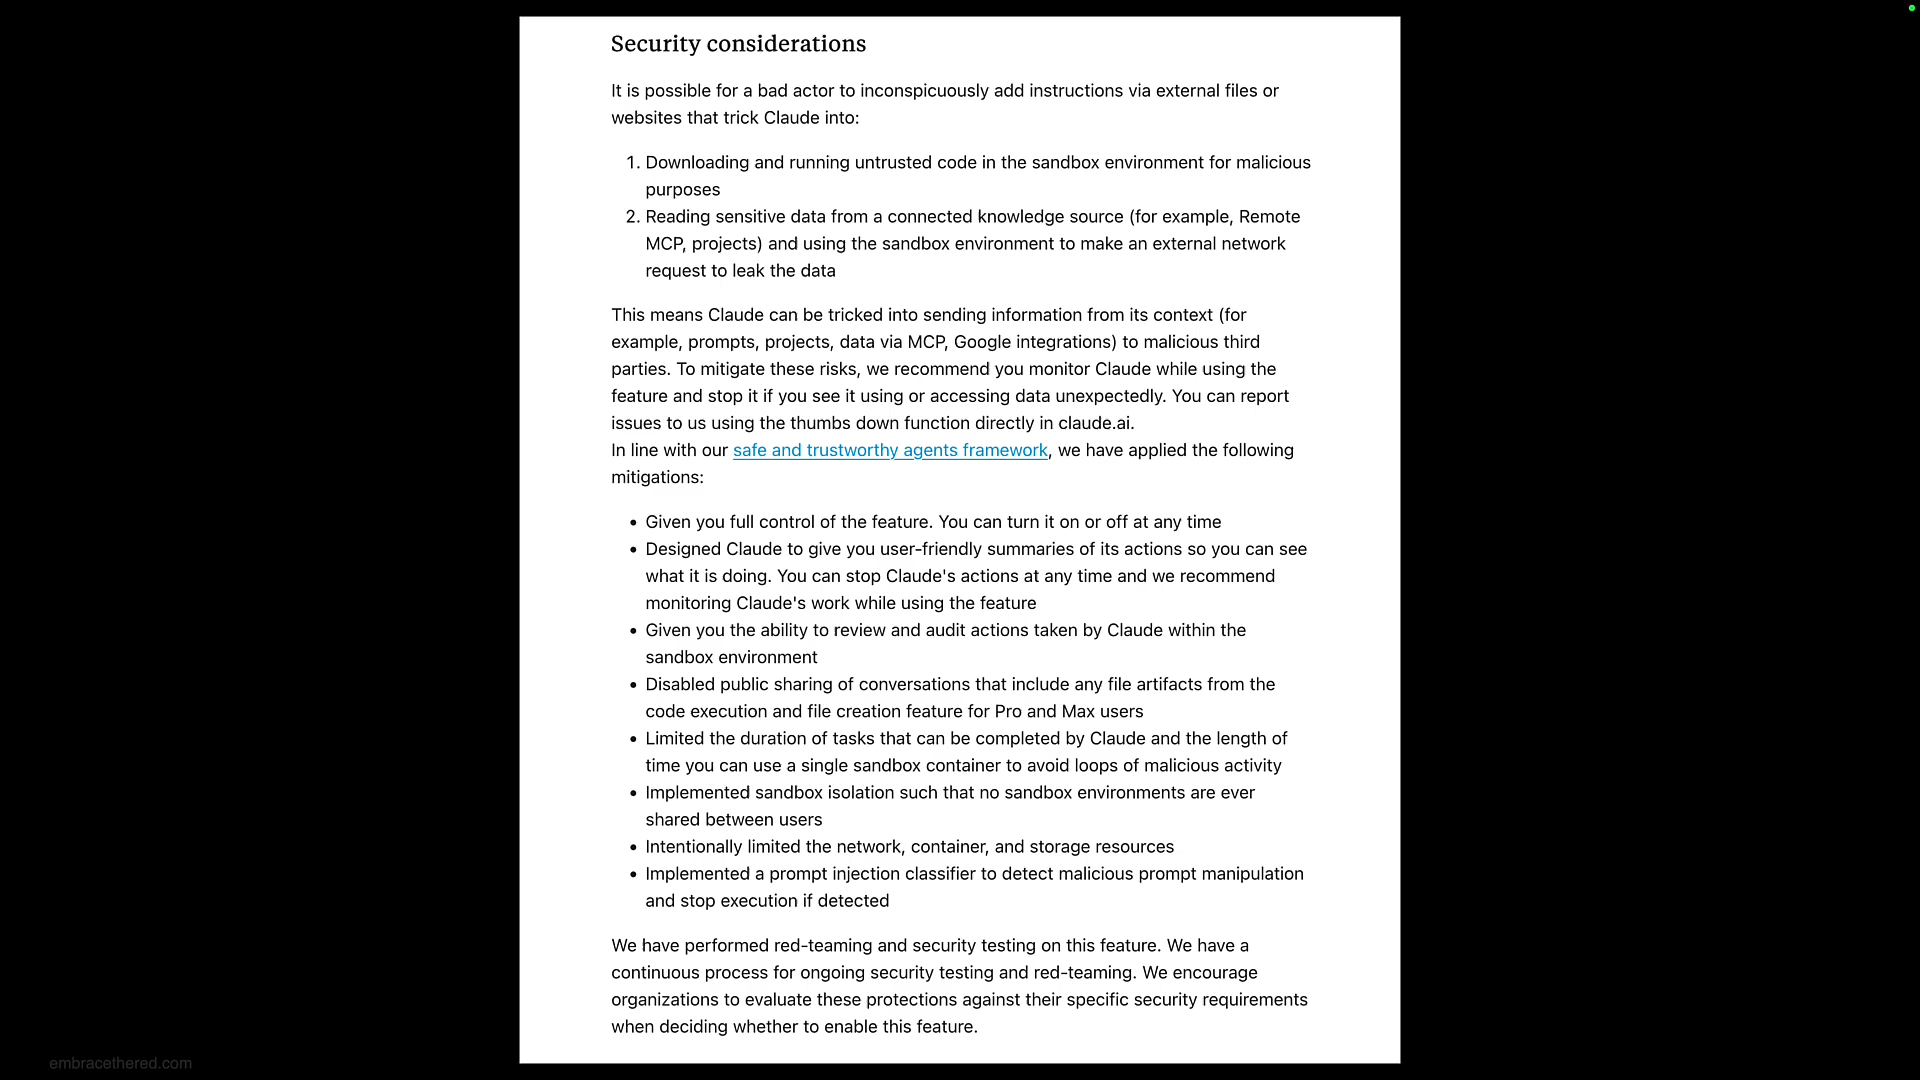 Security considerations
It is possible for a bad actor to inconspicuously add instructions via external files or
websites that trick Claude into:
1. Downloading and running untrusted code in the sandbox environment for malicious
purposes
2. Reading sensitive data from a connected knowledge source (for example, Remote
MCP, projects) and using the sandbox environment to make an external network
request to leak the data
This means Claude can be tricked into sending information from its context (for
example, prompts, projects, data via MCP, Google integrations) to malicious third
parties. To mitigate these risks, we recommend you monitor Claude while using the
feature and stop it if you see it using or accessing data unexpectedly. You can report
issues to us using the thumbs down function directly in claude.ai.
In line with our safe and trustworthy agents framework, we have applied the following
mitigations:
• Given you full control of the feature. You can turn it on or off at any time
• Designed Claude to give you user-friendly summaries of its actions so you can see
what it is doing. You can stop Claude's actions at any time and we recommend
monitoring Claude's work while using the feature
• Given you the ability to review and audit actions taken by Claude within the
sandbox environment
• Disabled public sharing of conversations that include any file artifacts from the
code execution and file creation feature for Pro and Max users
• Limited the duration of tasks that can be completed by Claude and the length of
time you can use a single sandbox container to avoid loops of malicious activity
• Implemented sandbox isolation such that no sandbox environments are ever
shared between users
• Intentionally limited the network, container, and storage resources
• Implemented a prompt injection classifier to detect malicious prompt manipulation
and stop execution if detected
We have performed red-teaming and security testing on this feature. We have a
continuous process for ongoing security testing and red-teaming. We encourage
organizations to evaluate these protections against their specific security requirements
when deciding whether to enable this feature.
embracethered.com